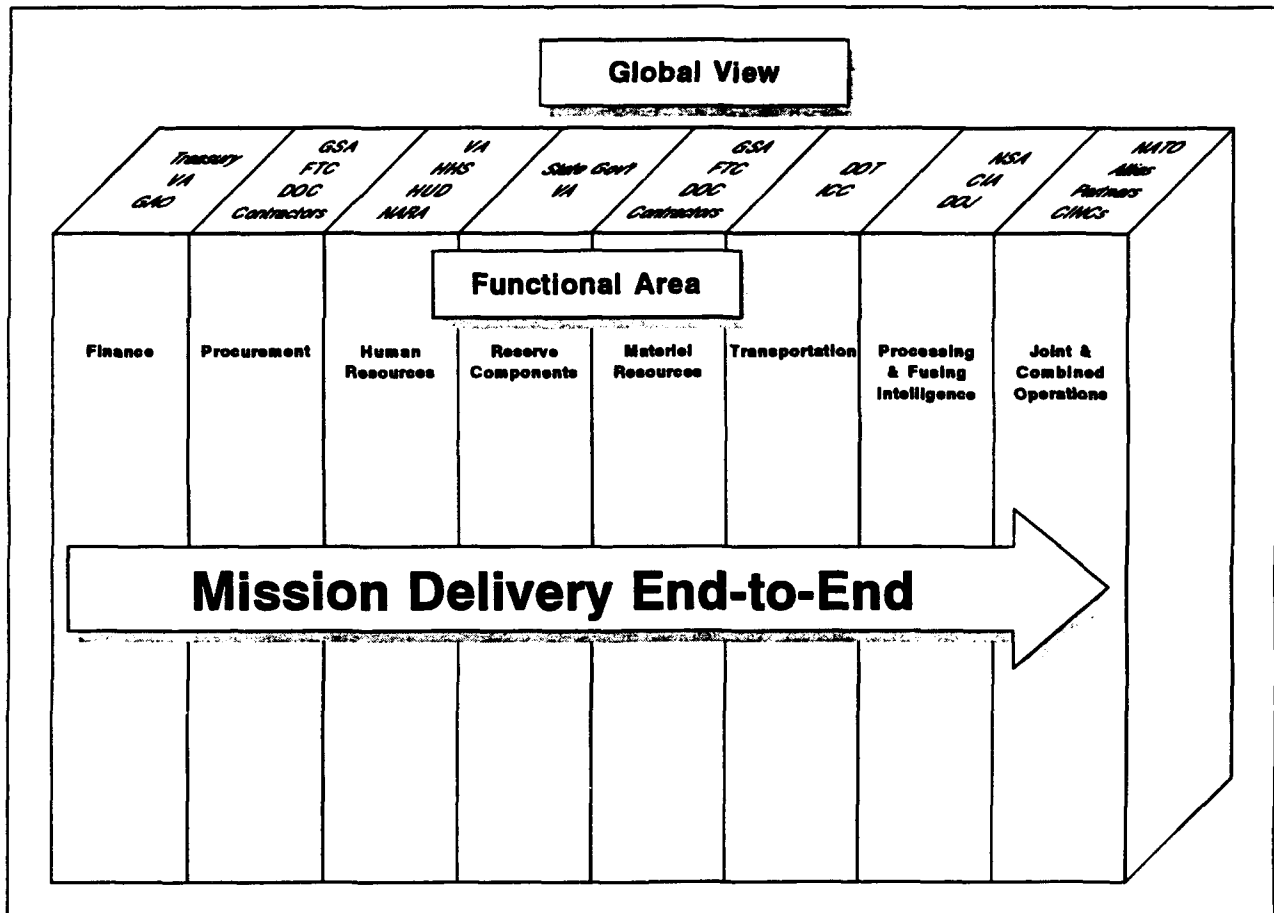 Global View
Treasury
VA
GAO
GSA
FTC
DOC
Contractors
VA
HHS
HUD
NARA
State Gov't
VA
GSA
FTC
DOC
Contractors
DOT
ICC
NSA
CIA
DOJ
NATO
Allies
Partners
CINCs
Functional Area
Finance
Procurement
Human
Resources
Reserve
Components
Materiel
Resources
Transportation
Processing
& Fusing
Intelligence
Joint &
Combined
Operations
Mission Delivery End-to-End